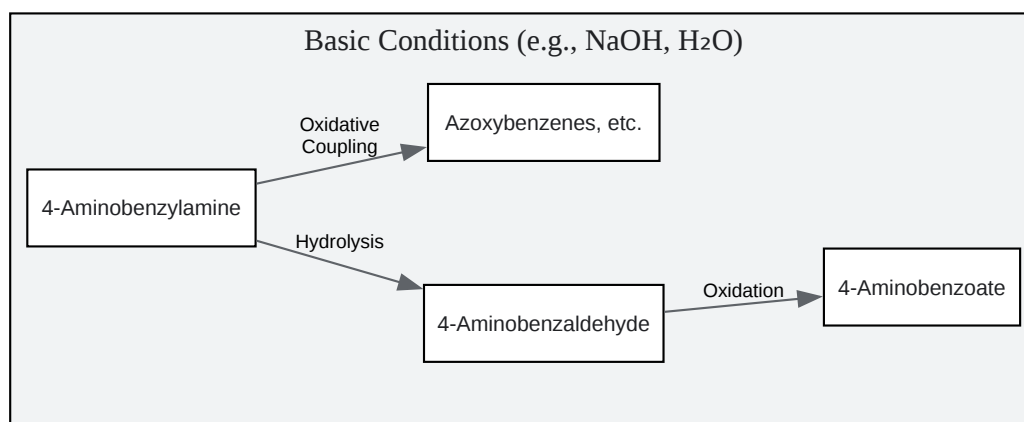 Basic Conditions (e.g., NaOH, H₂O)
Azoxybenzenes, etc.
Oxidative
Coupling
4-Aminobenzylamine
Hydrolysis
4-Aminobenzaldehyde
Oxidation
4-Aminobenzoate